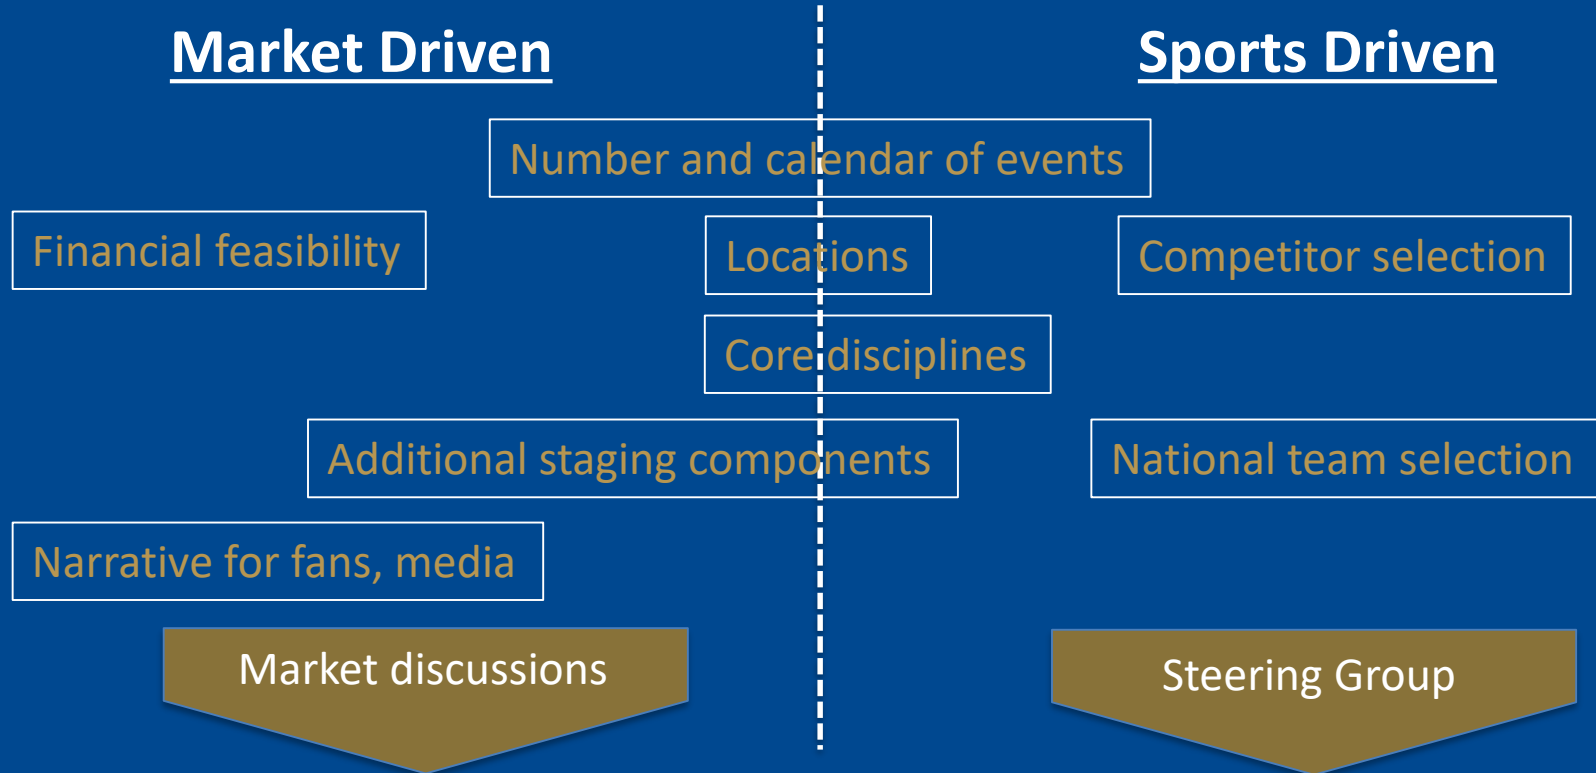 Market Driven
Sports Driven
Number and calendar of events
Financial feasibility
Locations
Competitor selection
Core disciplines
Additional staging components
National team selection
Narrative for fans, media
Market discussions
Steering Group